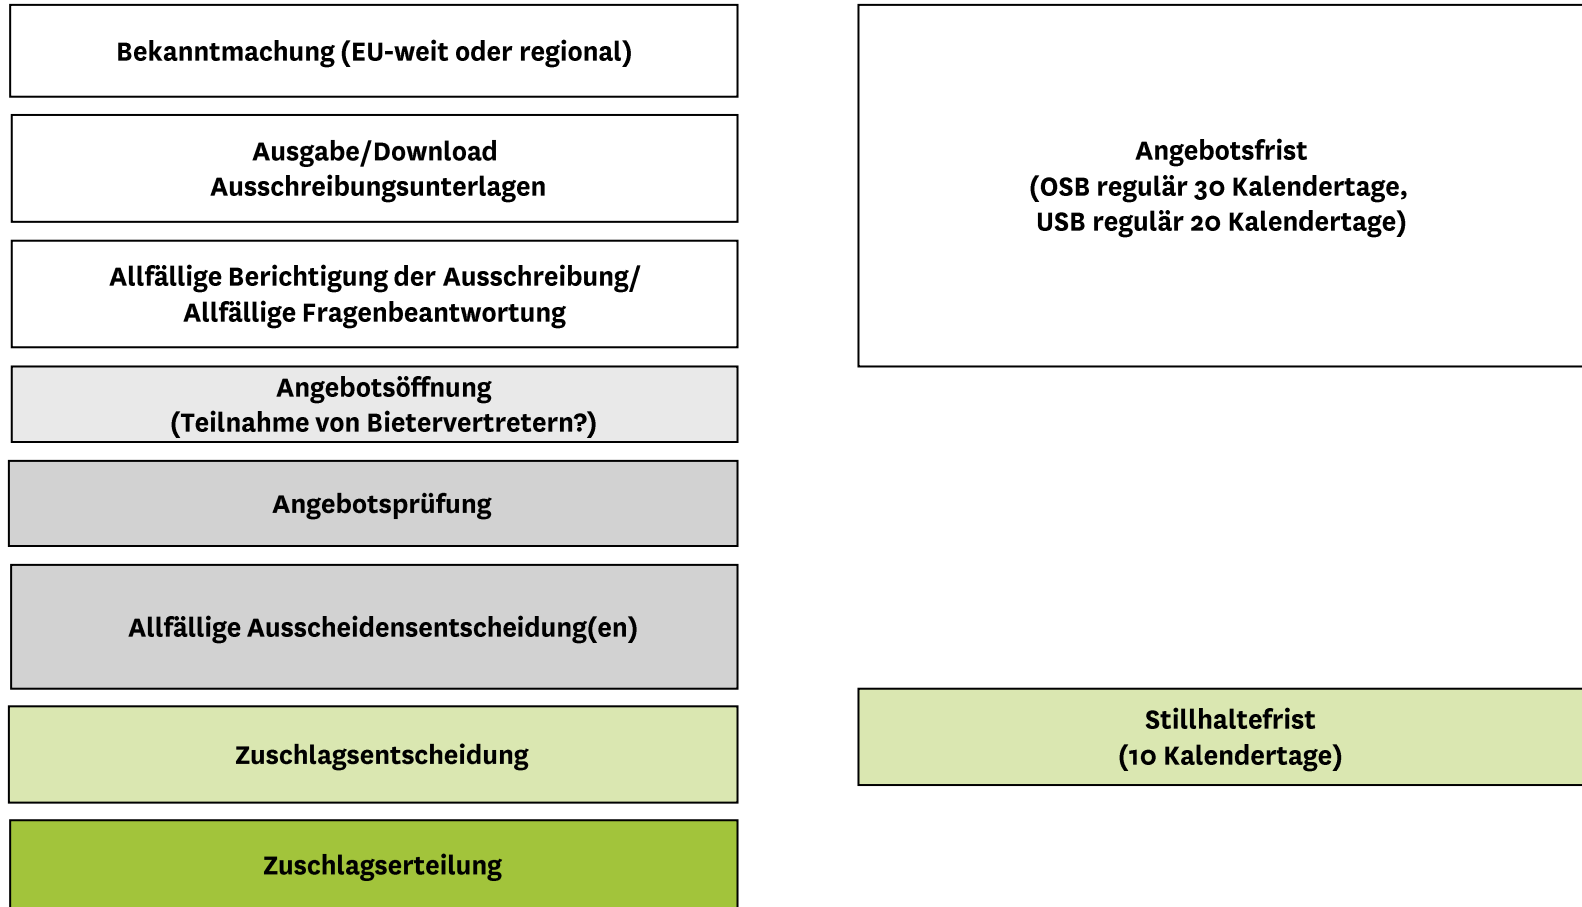 Bekanntmachung (EU-weit oder regional)
Ausgabe/Download
Ausschreibungsunterlagen
Allfällige Berichtigung der Ausschreibung/
Allfällige Fragenbeantwortung
Angebotsöffnung
(Teilnahme von Bietervertretern?)
Angebotsprüfung
Allfällige Ausscheidensentscheidung(en)
Zuschlagsentscheidung
Zuschlagserteilung
Angebotsfrist
(OSB regulär 30 Kalendertage,
USB regulär 20 Kalendertage)
Stillhaltefrist
(10 Kalendertage)